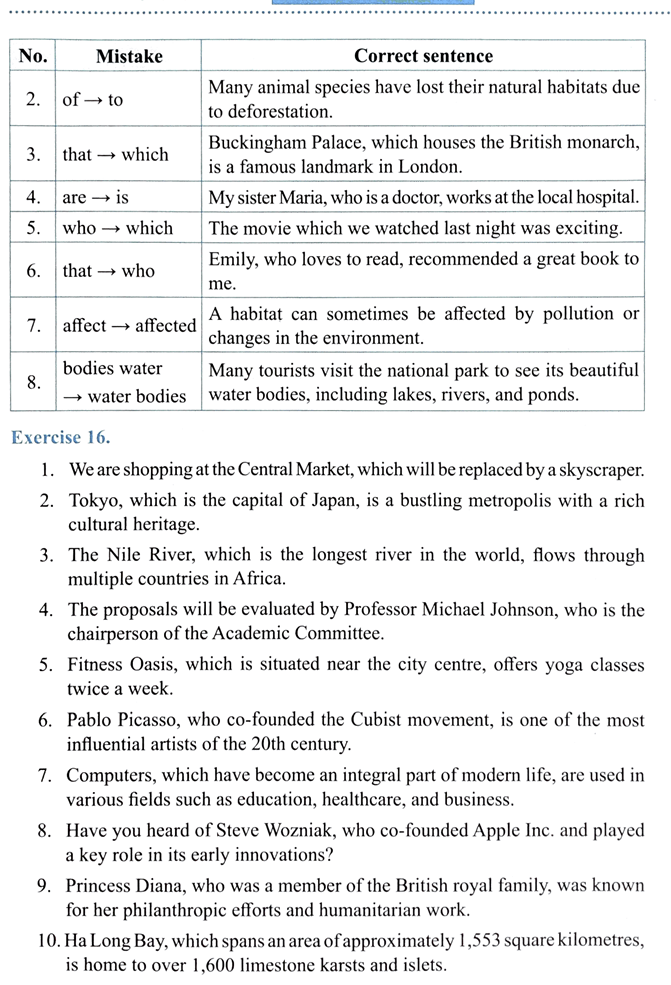 No. Mistake Correct sentence
2. of → to Many animal species have lost their natural habitats due
to deforestation.
3. that → which Buckingham Palace, which houses the British monarch,
is a famous landmark in London.
4. are → is My sister Maria, who is a doctor, works at the local hospital.
5. who → which The movie which we watched last night was exciting.
6. that → who Emily, who loves to read, recommended a great book to
me.
7. affect → affected A habitat can sometimes be affected by pollution or
changes in the environment.
8. bodies water Many tourists visit the national park to see its beautiful
→ water bodies water bodies, including lakes, rivers, and ponds.
Exercise 16.
1. We are shopping at the Central Market, which will be replaced by a skyscraper.
2. Tokyo, which is the capital of Japan, is a bustling metropolis with a rich
cultural heritage.
3. The Nile River, which is the longest river in the world, flows through
multiple countries in Africa.
4. The proposals will be evaluated by Professor Michael Johnson, who is the
chairperson of the Academic Committee.
5. Fitness Oasis, which is situated near the city centre, offers yoga classes
twice a week.
6. Pablo Picasso, who co-founded the Cubist movement, is one of the most
influential artists of the 20th century.
7. Computers, which have become an integral part of modern life, are used in
various fields such as education, healthcare, and business.
8. Have you heard of Steve Wozniak, who co-founded Apple Inc. and played
a key role in its early innovations?
9. Princess Diana, who was a member of the British royal family, was known
for her philanthropic efforts and humanitarian work.
10. Ha Long Bay, which spans an area of approximately 1,553 square kilometres,
is home to over 1,600 limestone karsts and islets.